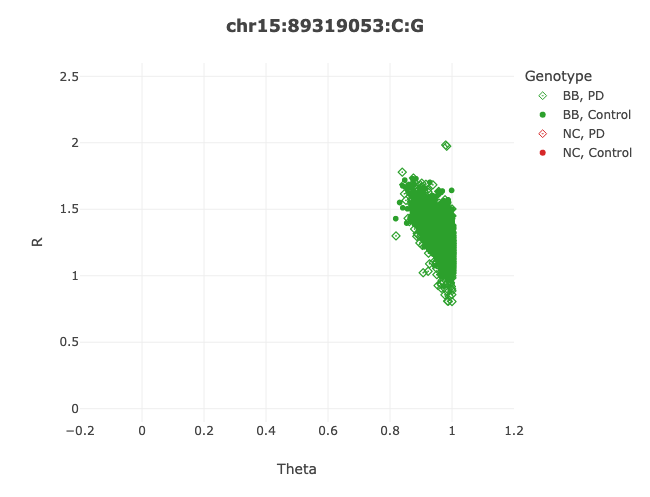 chr15:89319053:C:G
Genotype
BB, PD
BB, Control
NC, PD
NC, Control
2.5
2
1.5
1
0.5
0
R
−0.2
0
0.2
0.4
0.6
0.8
1
1.2
Theta